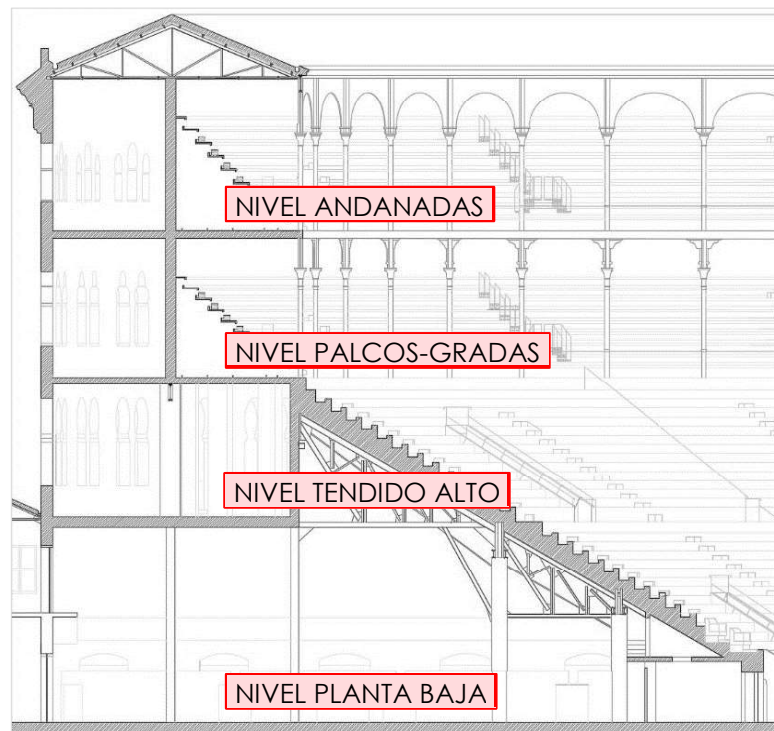 NIVEL ANDANADAS
NIVEL PALCOS-GRADAS
NIVEL TENDIDO ALTO
NIVEL PLANTA BAJA